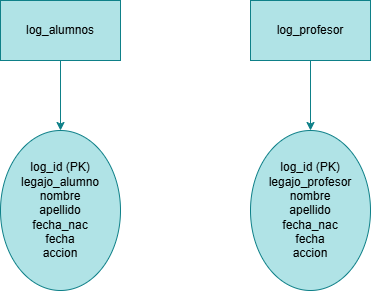 log_alumnos
log_profesor
log_id (PK)
legajo_alumno
nombre
apellido
fecha_nac
fecha
accion
log_id (PK)
legajo_profesor
nombre
apellido
fecha_nac
fecha
accion